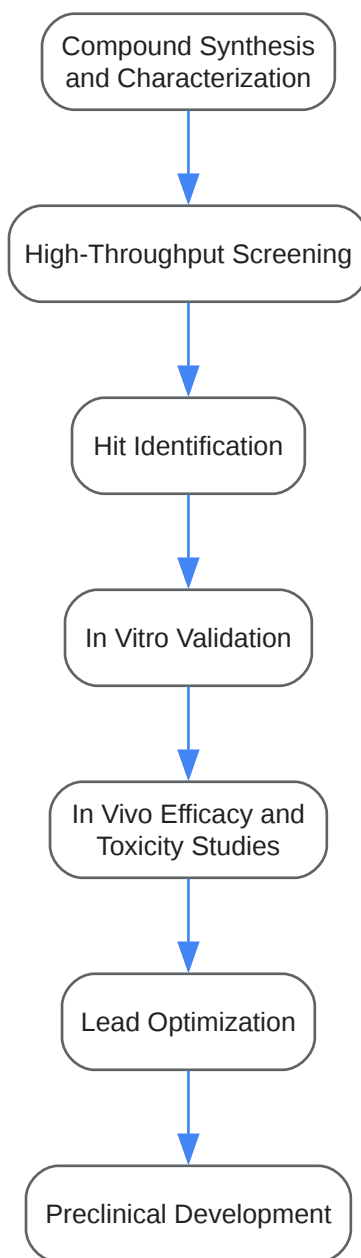 Compound Synthesis
and Characterization
High-Throughput Screening
Hit Identification
In Vitro Validation
In Vivo Efficacy and
Toxicity Studies
Lead Optimization
Preclinical Development